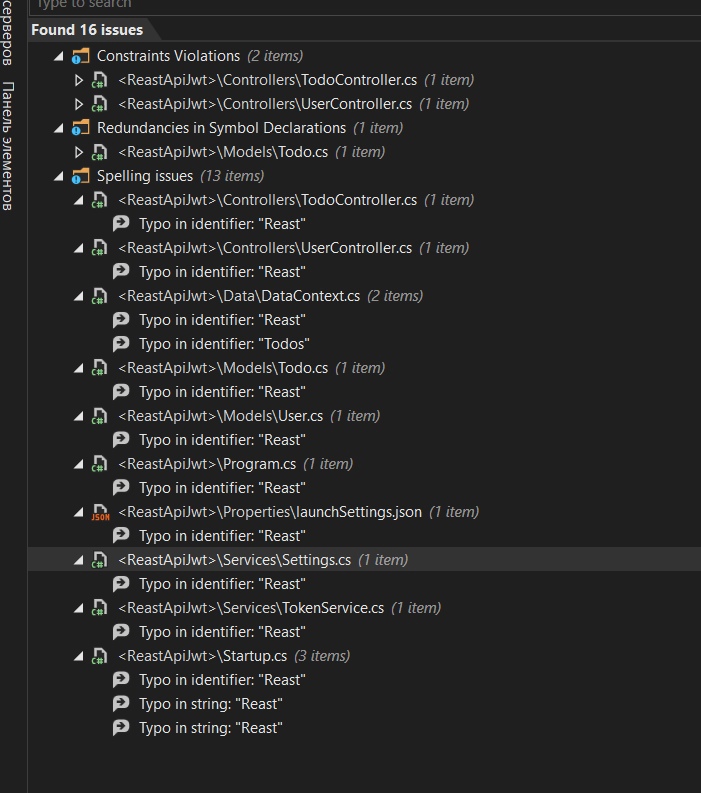 Type to search
Found 16 issues
серверов
Панель элементов
Constraints Violations (2 items)
C# <ReastApiJwt>\Controllers\TodoController.cs (1 item)
C# <ReastApiJwt>\Controllers\UserController.cs (1 item)
Redundancies in Symbol Declarations (1 item)
C# <ReastApiJwt>\Models\Todo.cs (1 item)
Spelling issues (13 items)
C# <ReastApiJwt>\Controllers\TodoController.cs (1 item)
Typo in identifier: "Reast"
C# <ReastApiJwt>\Controllers\UserController.cs (1 item)
Typo in identifier: "Reast"
C# <ReastApiJwt>\Data\DataContext.cs (2 items)
Typo in identifier: "Reast"
Typo in identifier: "Todos"
C# <ReastApiJwt>\Models\Todo.cs (1 item)
Typo in identifier: "Reast"
C# <ReastApiJwt>\Models\User.cs (1 item)
Typo in identifier: "Reast"
C# <ReastApiJwt>\Program.cs (1 item)
Typo in identifier: "Reast"
JSON <ReastApiJwt>\Properties\launchSettings.json (1 item)
Typo in identifier: "Reast"
C# <ReastApiJwt>\Services\Settings.cs (1 item)
Typo in identifier: "Reast"
C# <ReastApiJwt>\Services\TokenService.cs (1 item)
Typo in identifier: "Reast"
C# <ReastApiJwt>\Startup.cs (3 items)
Typo in identifier: "Reast"
Typo in string: "Reast"
Typo in string: "Reast"